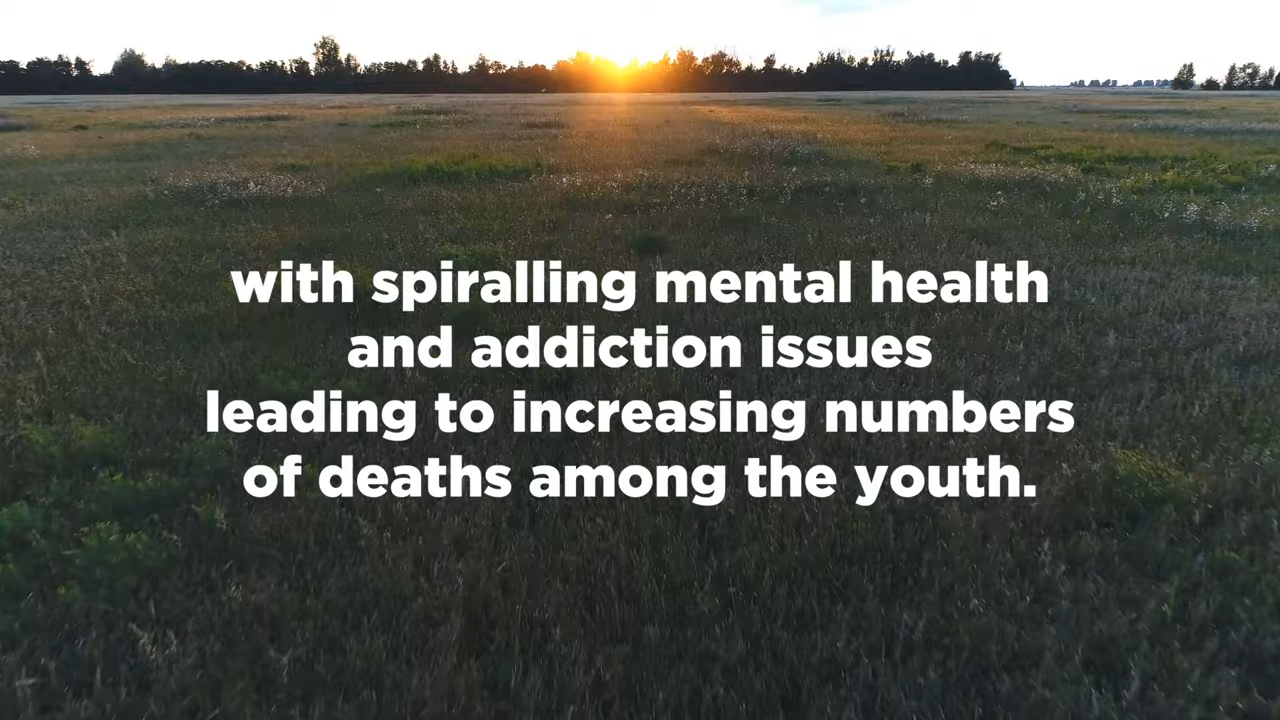 with spiralling mental health
and addiction issues
leading to increasing numbers
of deaths among the youth.